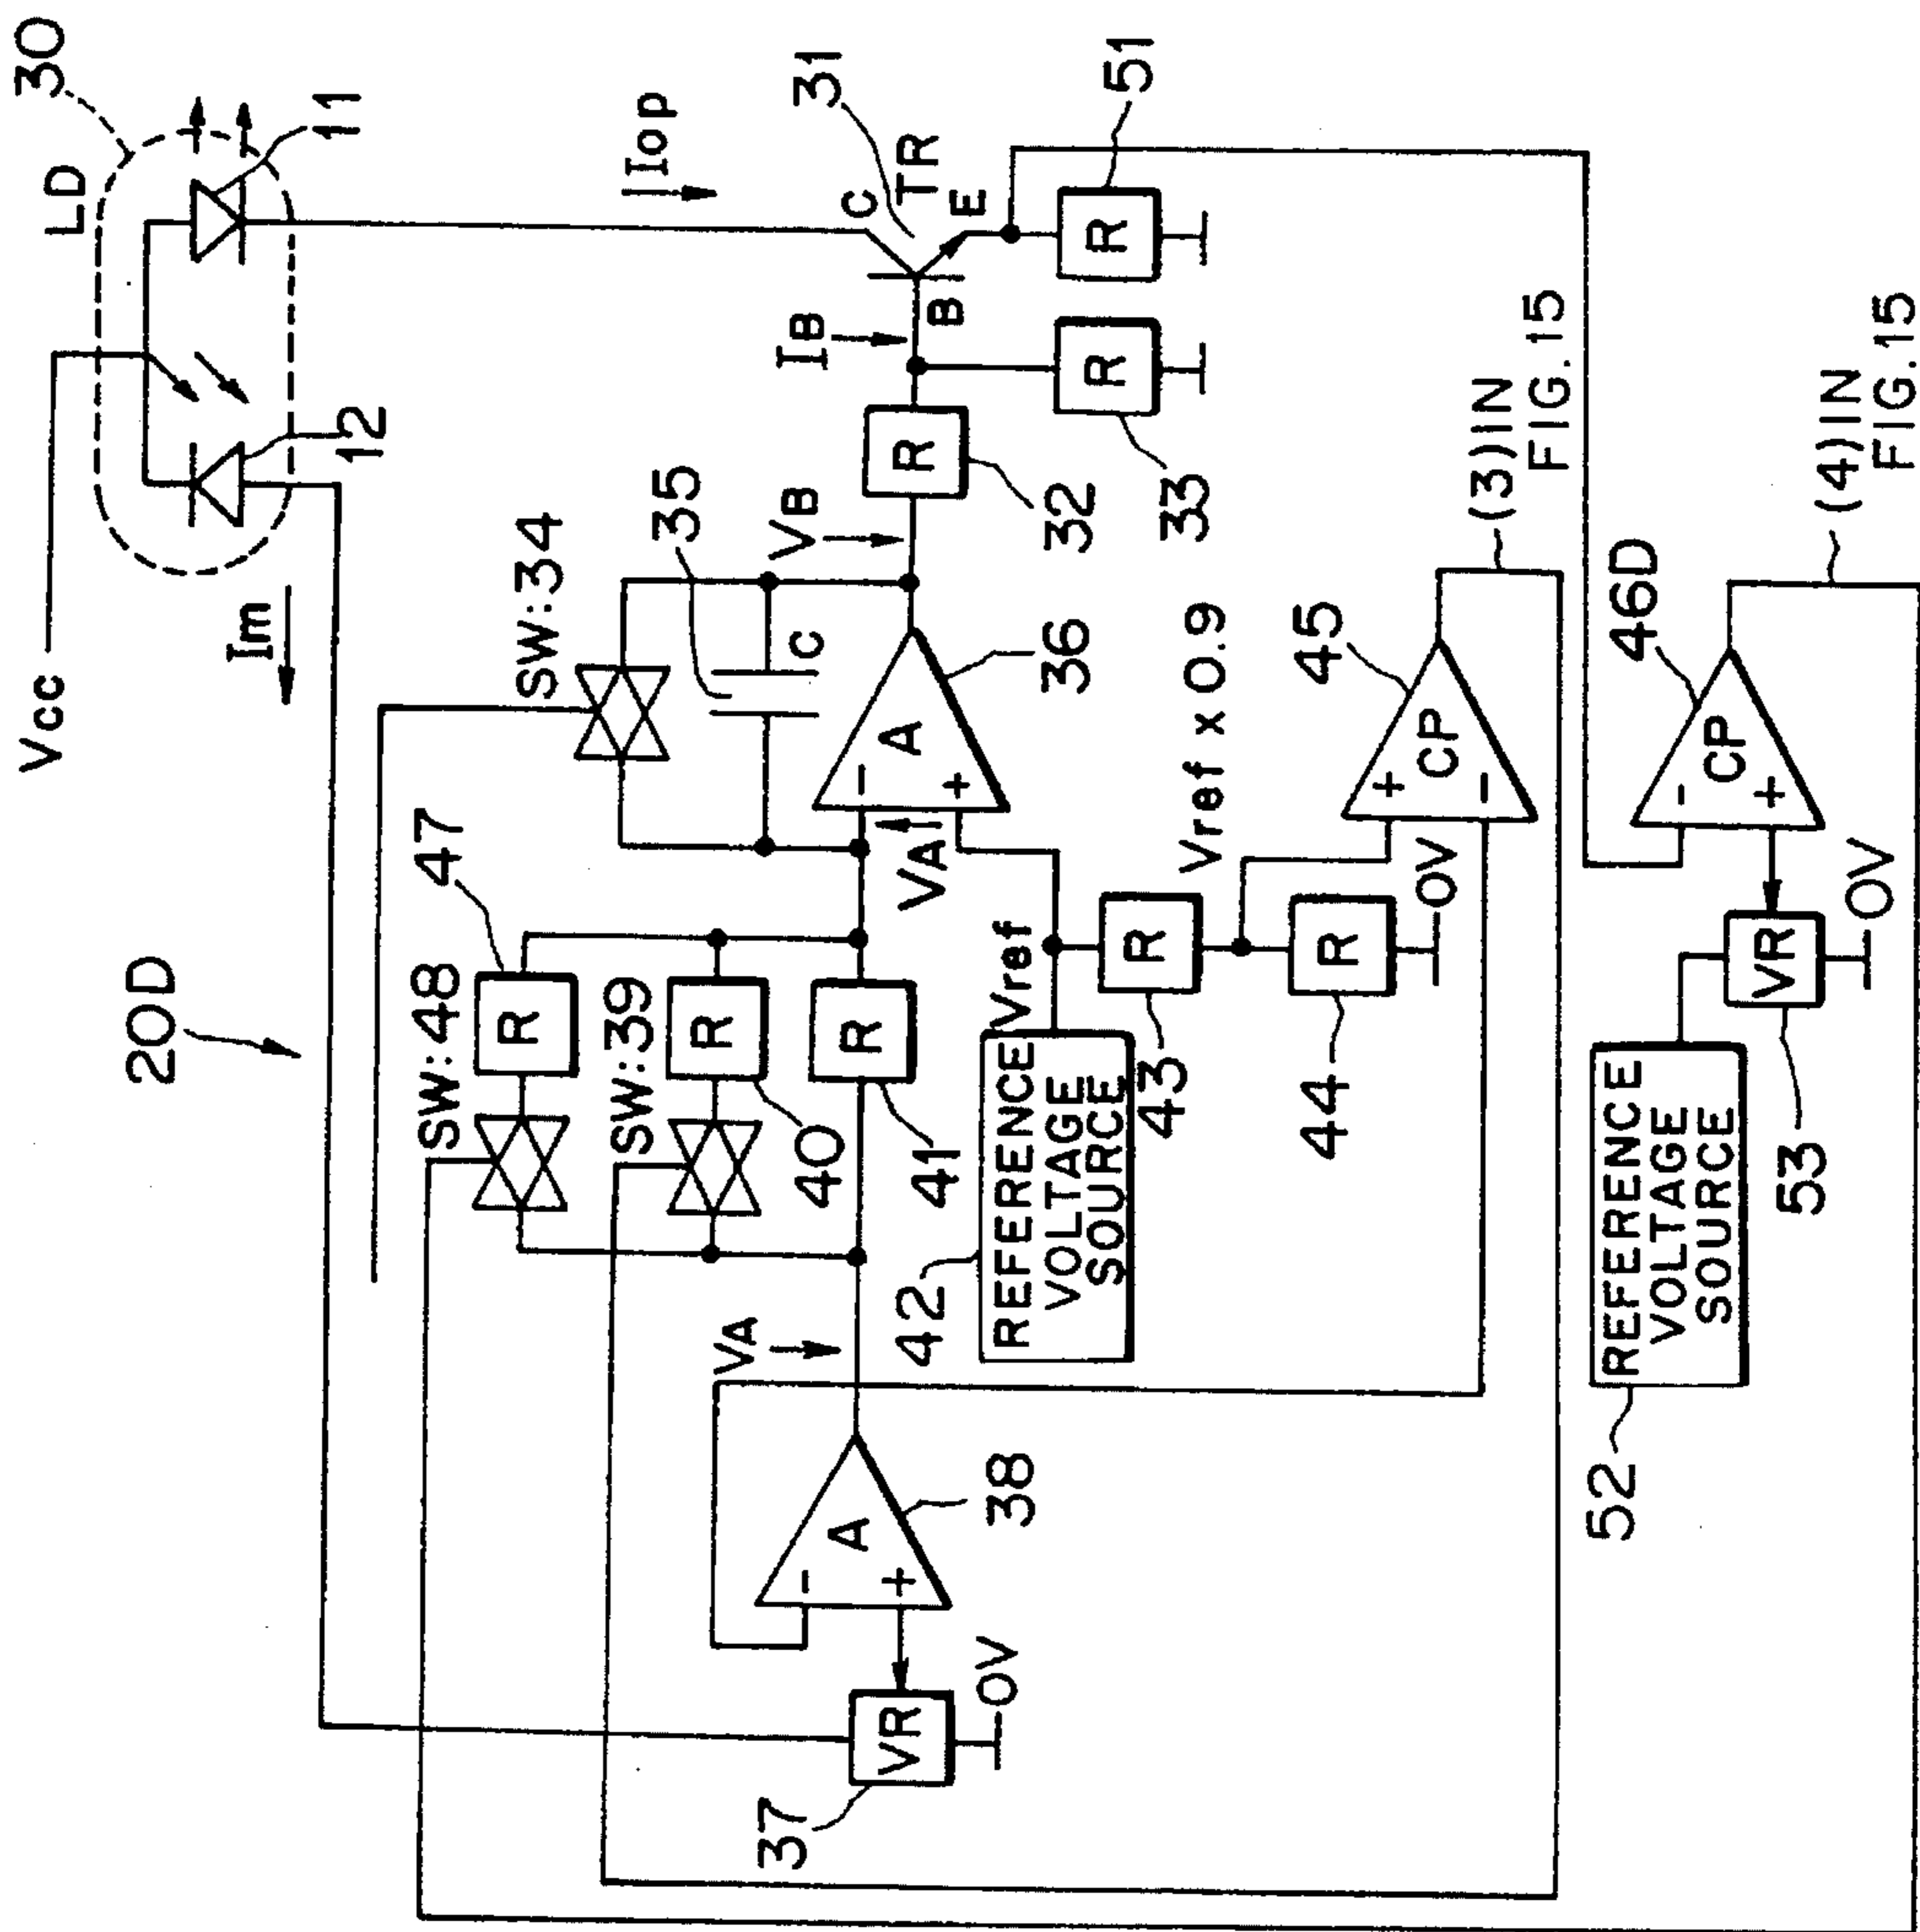 20D
Vcc
LD
30
11
12
Im
Iop
SW:34
35
C
VB
IB
31
C
TR
E
B
51
R
R
33
R
32
47
SW:48
R
SW:39
R
40
R
41
A
-
+
36
VA
VA
Vref
42
REFERENCE
VOLTAGE
SOURCE
R
43
R
44
0V
Vref x 0.9
45
CP
+
-
(3)IN
FIG.15
A
-
+
38
VR
37
0V
46D
CP
-
+
(4)IN
FIG.15
52
REFERENCE
VOLTAGE
SOURCE
VR
53
0V